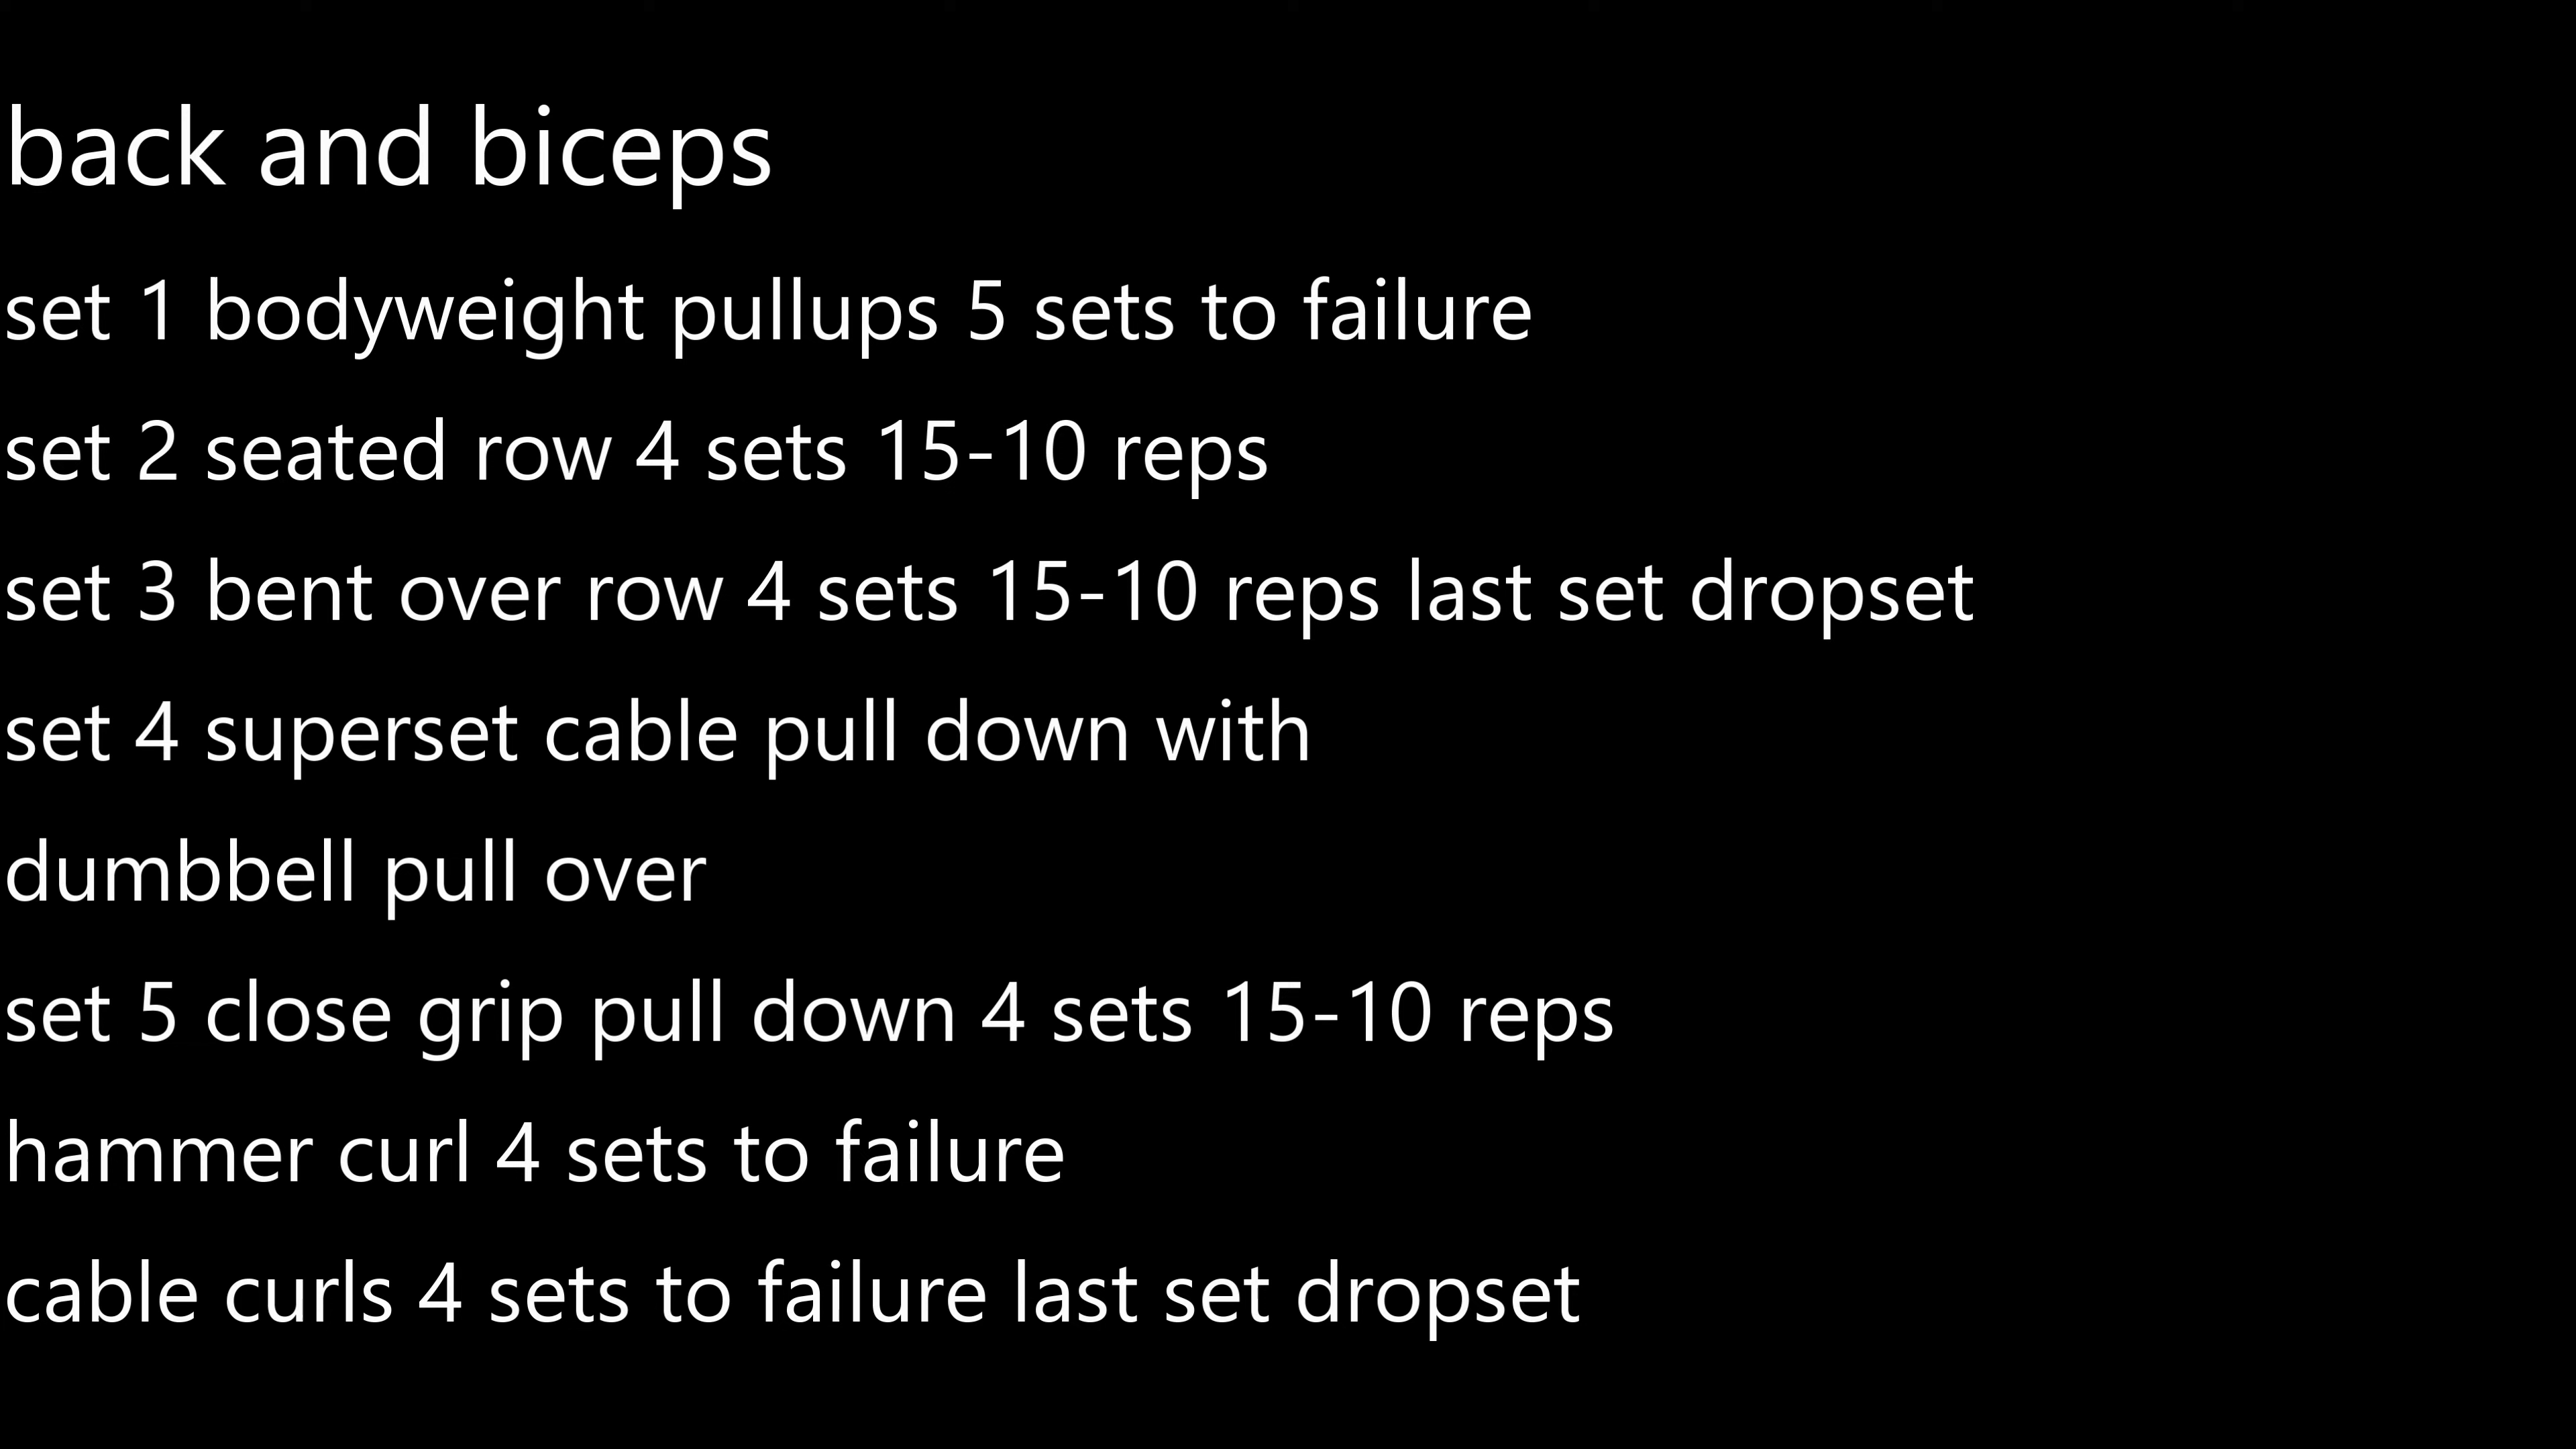 back and biceps
set 1 bodyweight pullups 5 sets to failure
set 2 seated row 4 sets 15-10 reps
set 3 bent over row 4 sets 15-10 reps last set dropset
set 4 superset cable pull down with
dumbbell pull over
set 5 close grip pull down 4 sets 15-10 reps
hammer curl 4 sets to failure
cable curls 4 sets to failure last set dropset